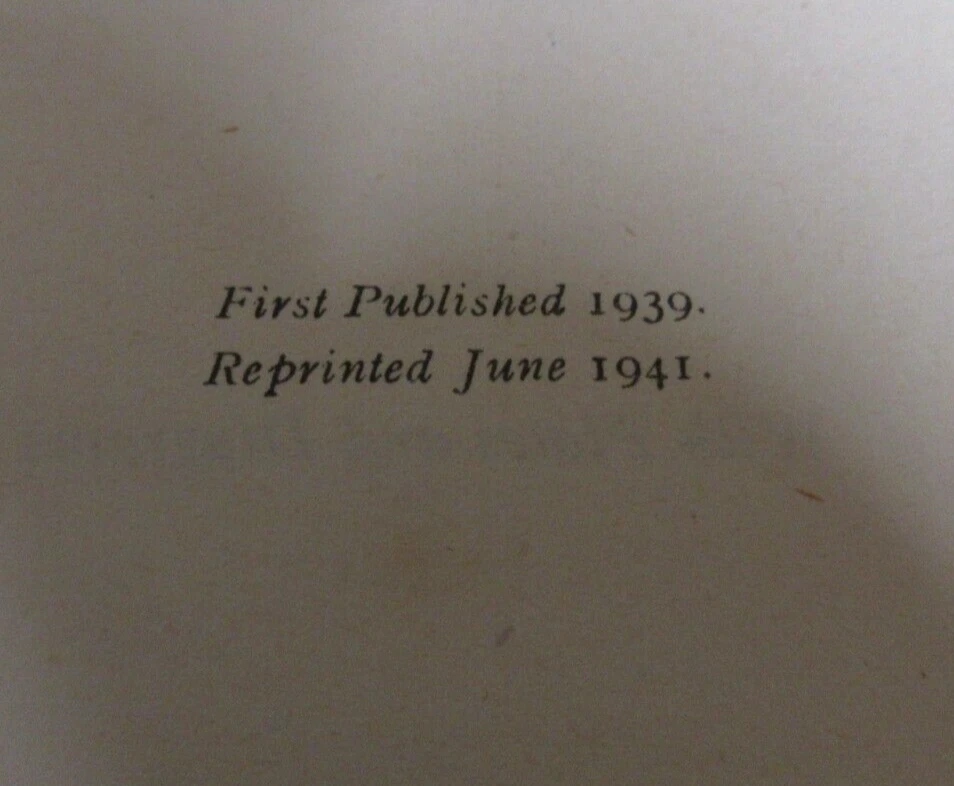 First Published 1939.
Reprinted June 1941.